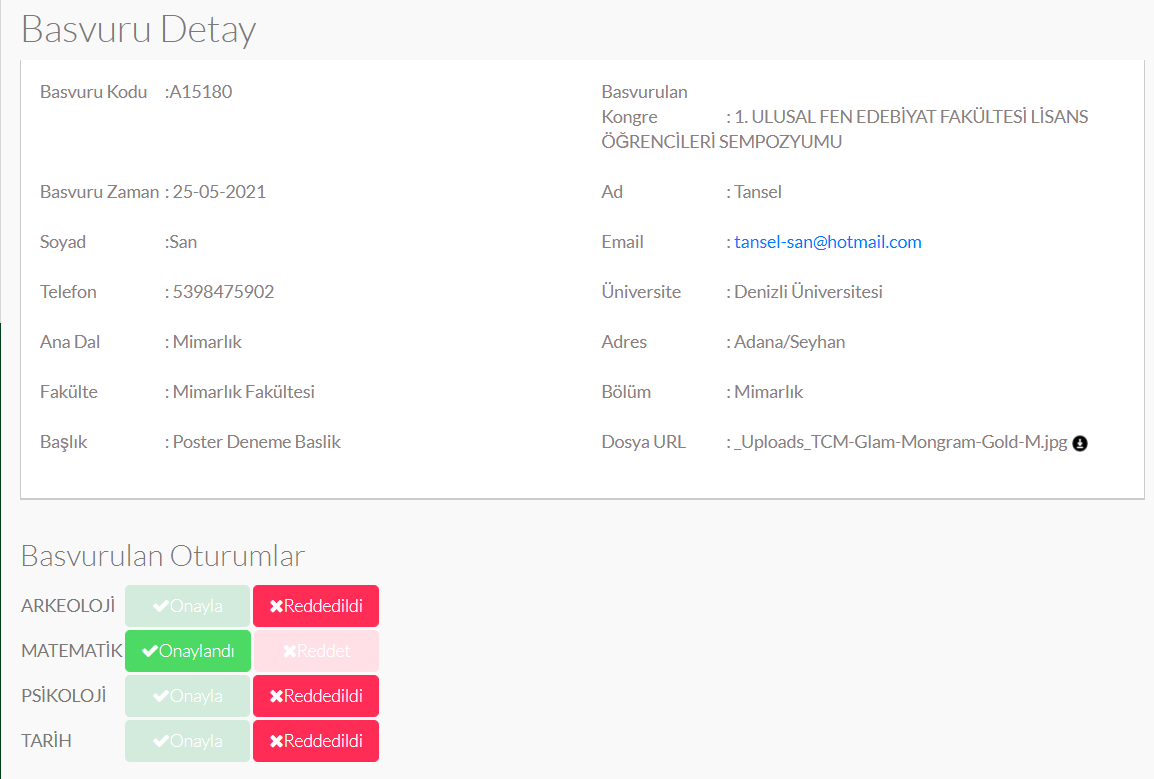 Basvuru Detay
Basvuru Kodu :A15180
Basvurulan
Kongre : 1. ULUSAL FEN EDEBİYAT FAKÜLTESİ LİSANS
ÖĞRENCİLERİ SEMPOZYUMU
Basvuru Zaman : 25-05-2021
Ad : Tansel
Soyad :San
Email : tansel-san@hotmail.com
Telefon : 5398475902
Üniversite : Denizli Üniversitesi
Ana Dal : Mimarlık
Adres : Adana/Seyhan
Fakülte : Mimarlık Fakültesi
Bölüm : Mimarlık
Başlık : Poster Deneme Baslik
Dosya URL : _Uploads_TCM-Glam-Mongram-Gold-M.jpg
Basvurulan Oturumlar
ARKEOLOJİ Onayla Reddedildi
MATEMATİK Onaylandı Reddet
PSİKOLOJİ Onayla Reddedildi
TARİH Onayla Reddedildi